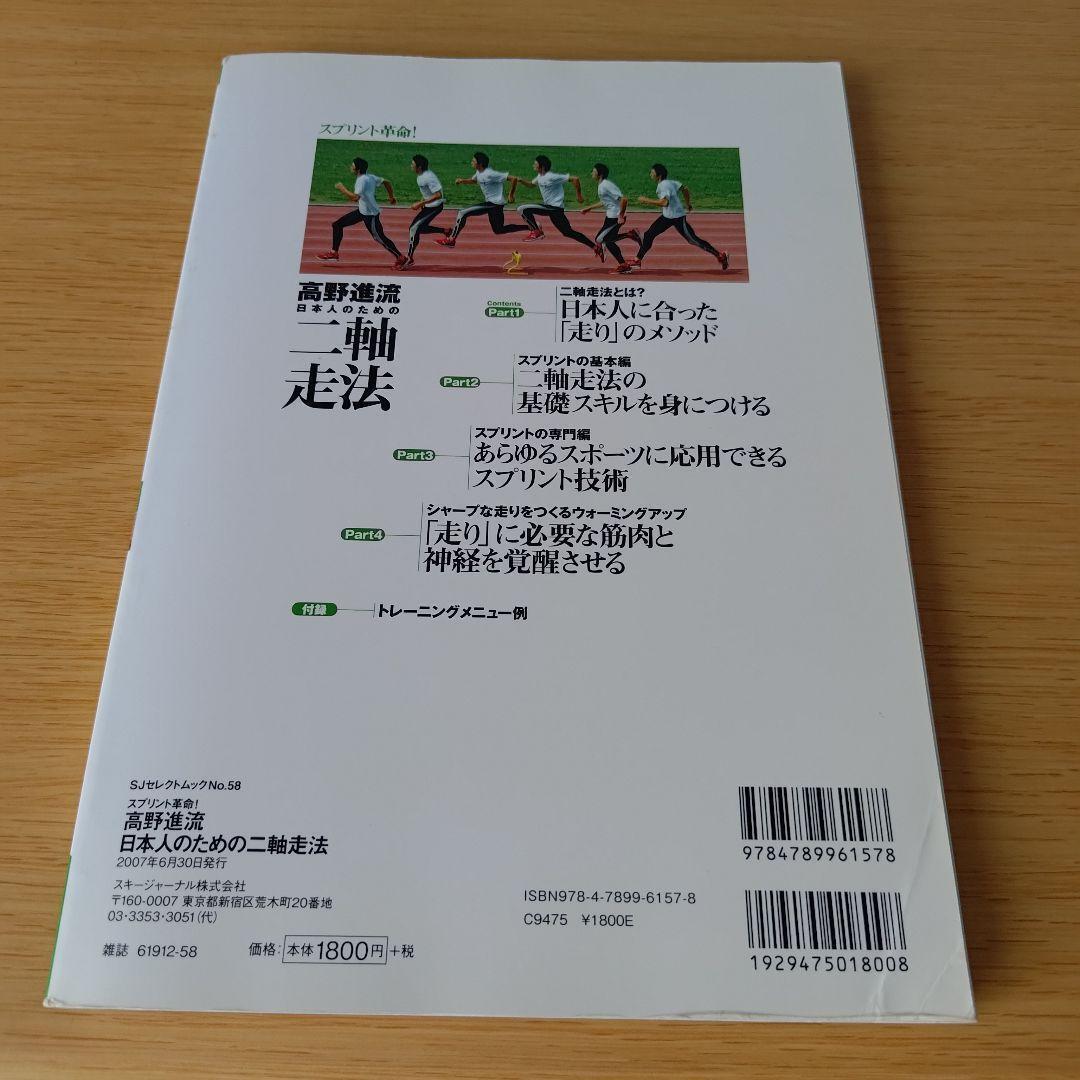 スプリント革命!
高野進流
日本人のための
二軸
走法
Contents
Part1
二軸走法とは?
日本人に合った
「走り」のメソッド
Part2
スプリントの基本編
二軸走法の
基礎スキルを身につける
Part3
スプリントの専門編
あらゆるスポーツに応用できる
スプリント技術
Part4
シャープな走りをつくるウォーミングアップ
「走り」に必要な筋肉と
神経を覚醒させる
付録
トレーニングメニュー例
SJセレクトムックNo.58
スプリント革命!
高野進流
日本人のための二軸走法
2007年6月30日発行
スキージャーナル株式会社
〒160-0007 東京都新宿区荒木町20番地
03・3353・3051(代)
雑誌 61912-58
価格:本体1800円+税
ISBN978-4-7899-6157-8
C9475 ¥1800E
9784789961578
1929475018008